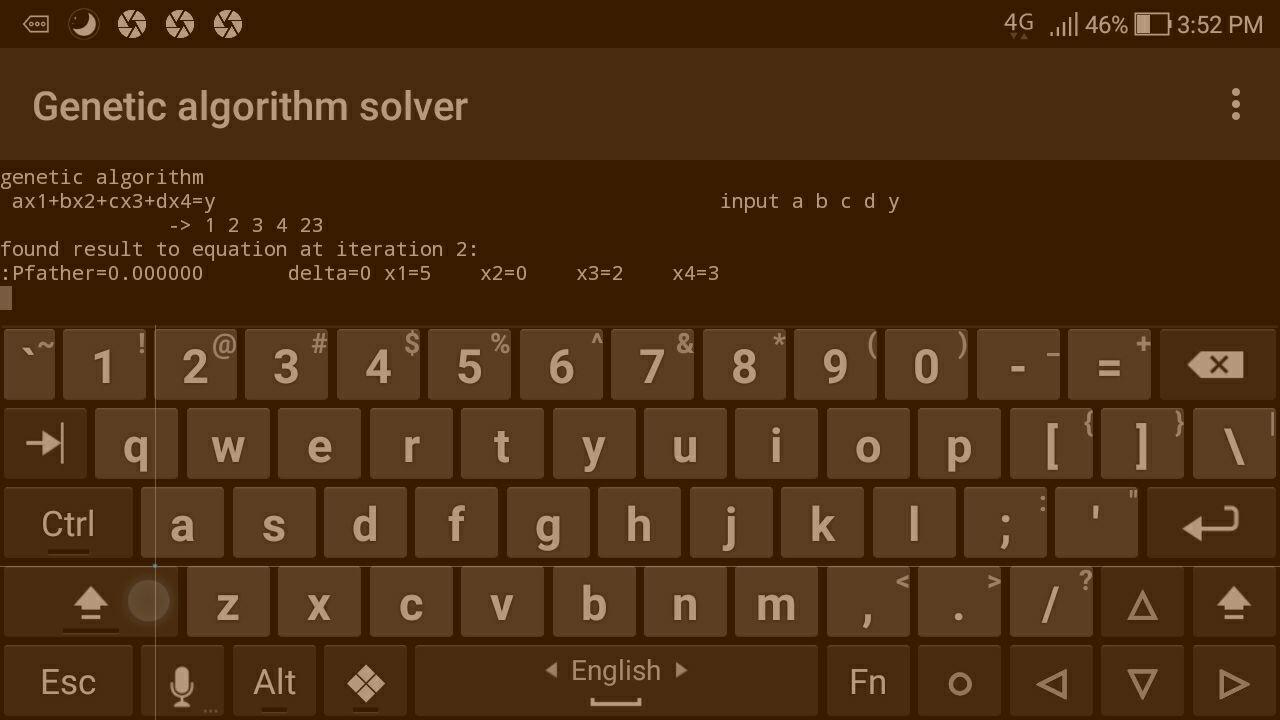 4G 46% 3:52 PM
Genetic algorithm solver
genetic algorithm
ax1+bx2+cx3+dx4=y input a b c d y
-> 1 2 3 4 23
found result to equation at iteration 2:
:Pfather=0.000000 delta=0 x1=5 x2=0 x3=2 x4=3
` ~ 1 ! 2 @ 3 # 4 $ 5 % 6 ^ 7 & 8 * 9 ( 0 ) - _ = +
q w e r t y u i o p [ { ] } \ |
Ctrl a s d f g h j k l ; : ' "
z x c v b n m , < . > / ?
Esc ... Alt English Fn